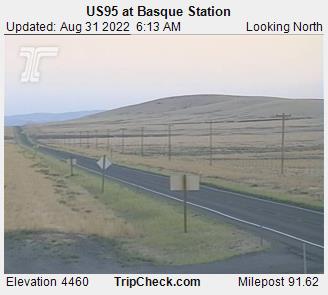 US95 at Basque Station
Updated: Aug 31 2022 6:13 AM Looking North
Elevation 4460 TripCheck.com Milepost 91.62